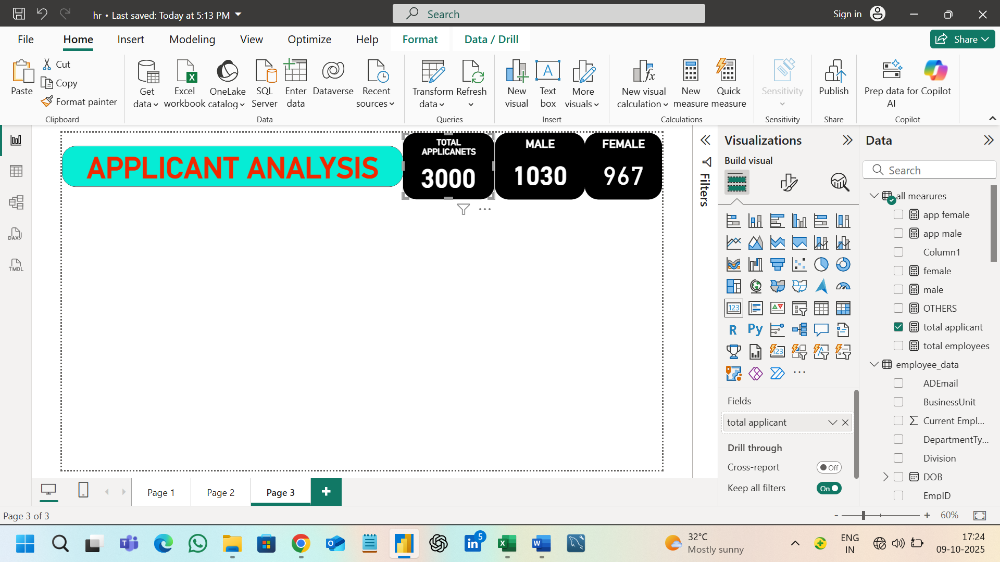 hr • Last saved: Today at 5:13 PM
Search
Sign in
File
Home
Insert
Modeling
View
Optimize
Help
Format
Data / Drill
Share
Paste
Cut
Copy
Format painter
Clipboard
Get data
Excel workbook
OneLake catalog
SQL Server
Enter data
Dataverse
Recent sources
Data
Transform data
Refresh
Queries
New visual
Text box
More visuals
Insert
New visual calculation
New measure
Quick measure
Calculations
Sensitivity
Sensitivity
Publish
Share
Prep data for AI
Copilot
Copilot
DAX
TMDL
APPLICANT ANALYSIS
TOTAL
APPLICANETS
3000
MALE
1030
FEMALE
967
Filters
Visualizations
Build visual
123
R
Py
123
Fields
total applicant
Drill through
Cross-report
Off
Keep all filters
On
Data
Search
all mearures
app female
app male
Column1
female
male
OTHERS
total applicant
total employees
employee_data
ADEmail
BusinessUnit
Current Empl...
DepartmentTy...
Division
DOB
EmpID
Page 1
Page 2
Page 3
+
Page 3 of 3
- + 60%
5
32°C
Mostly sunny
ENG
IN
17:24
09-10-2025